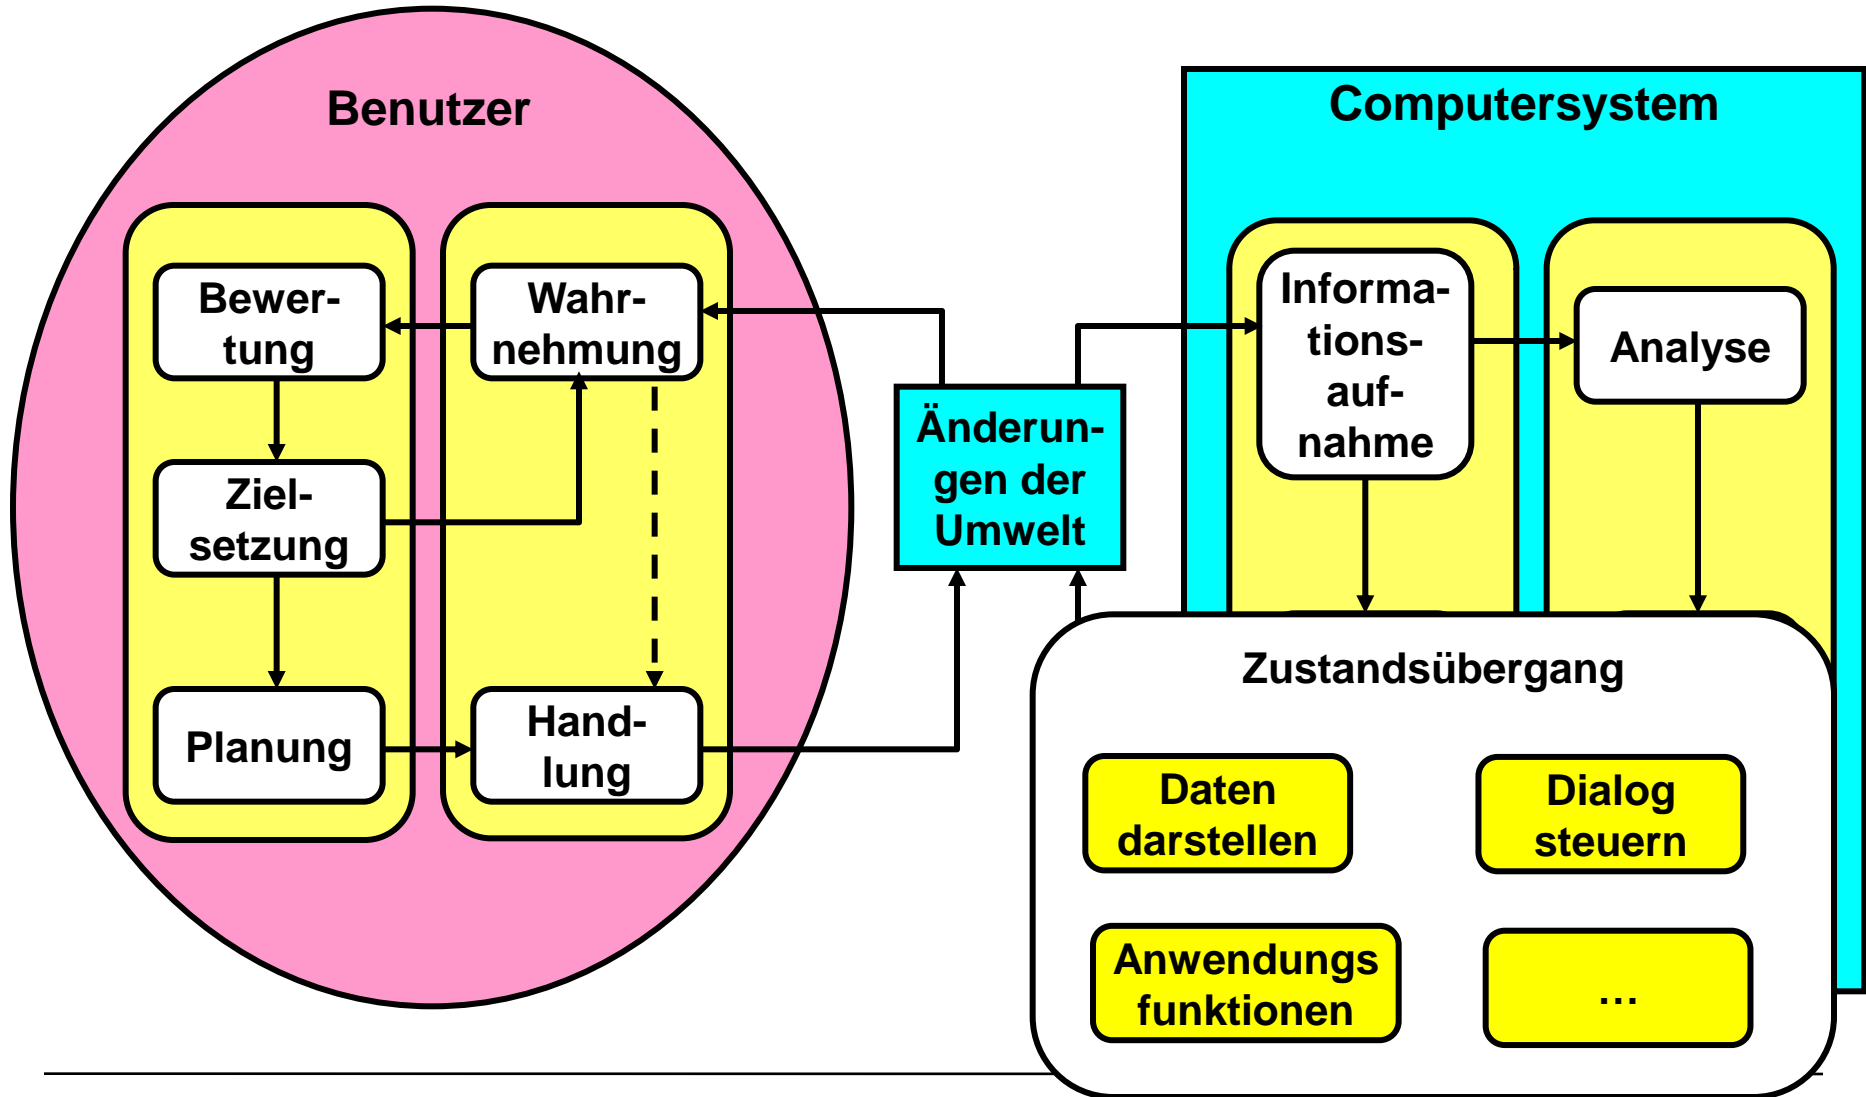 Benutzer
Bewer-
tung
Wahr-
nehmung
Ziel-
setzung
Planung
Hand-
lung
Änderun-
gen der
Umwelt
Computersystem
Informa-
tions-
auf-
nahme
Analyse
Zustandsübergang
Daten
darstellen
Dialog
steuern
Anwendungs
funktionen
...